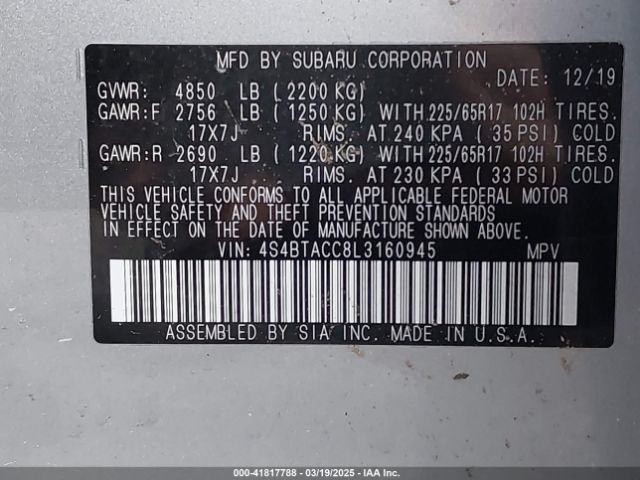 MFD BY SUBARU CORPORATION
DATE: 12/19
GVWR: 4850 LB (2200 KG)
GAWR:F 2756 LB (1250 KG) WITH 225/65R17 102H TIRES.
17X7J RIMS. AT 240 KPA (35 PSI) COLD
GAWR:R 2690 LB (1220 KG) WITH 225/65R17 102H TIRES.
17X7J RIMS. AT 230 KPA (33 PSI) COLD
THIS VEHICLE CONFORMS TO ALL APPLICABLE FEDERAL MOTOR
VEHICLE SAFETY AND THEFT PREVENTION STANDARDS
IN EFFECT ON THE DATE OF MANUFACTURE SHOWN ABOVE.
VIN: 4S4BTACC8L3160945 MPV
ASSEMBLED BY SIA INC. MADE IN U.S.A.
000-41817788 - 03/19/2025 - IAA Inc.